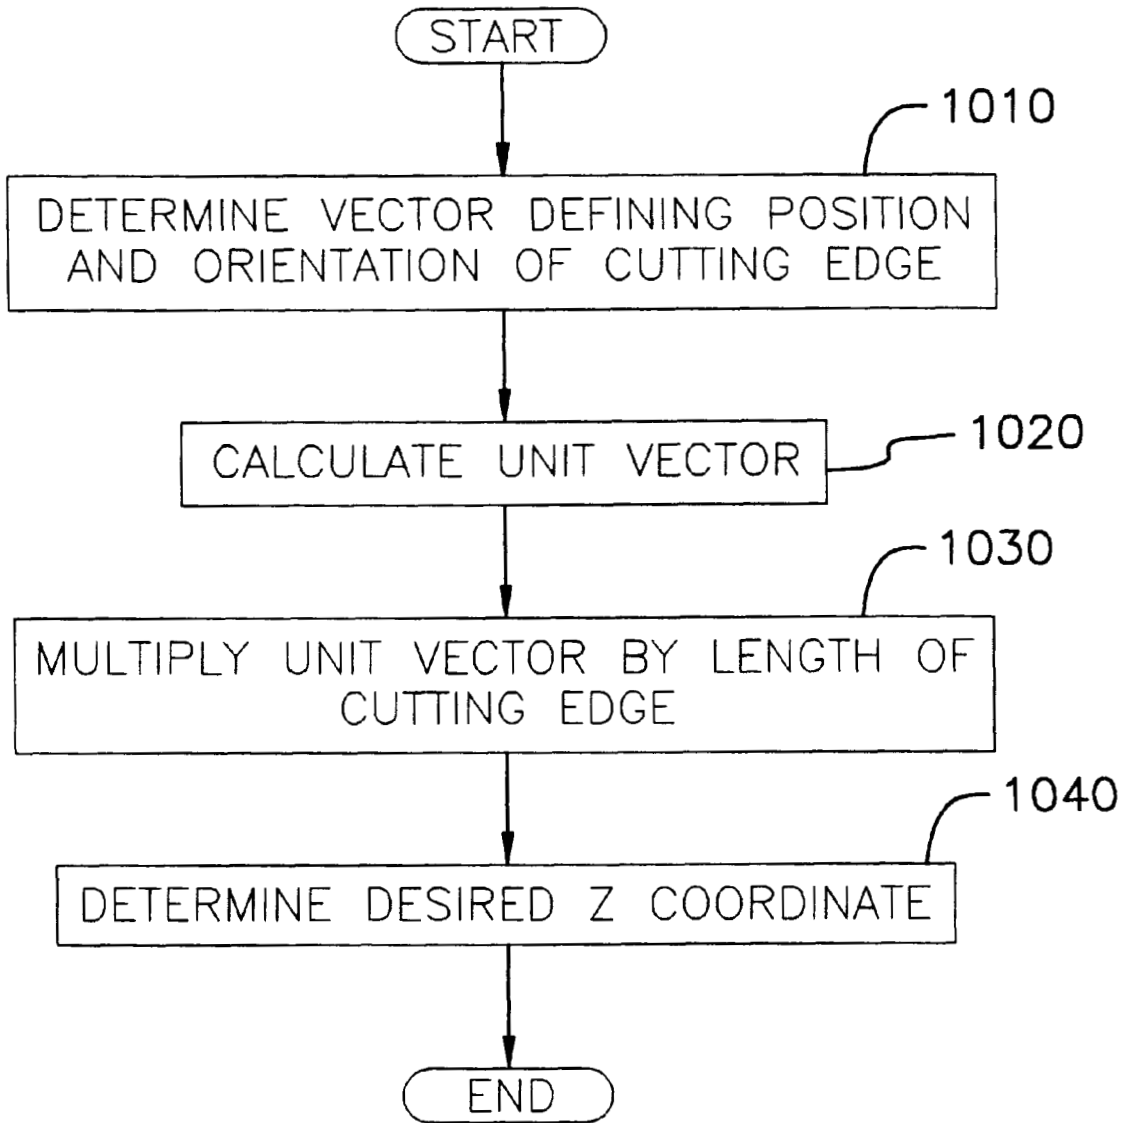 START
1010
DETERMINE VECTOR DEFINING POSITION
AND ORIENTATION OF CUTTING EDGE
1020
CALCULATE UNIT VECTOR
1030
MULTIPLY UNIT VECTOR BY LENGTH OF
CUTTING EDGE
1040
DETERMINE DESIRED Z COORDINATE
END